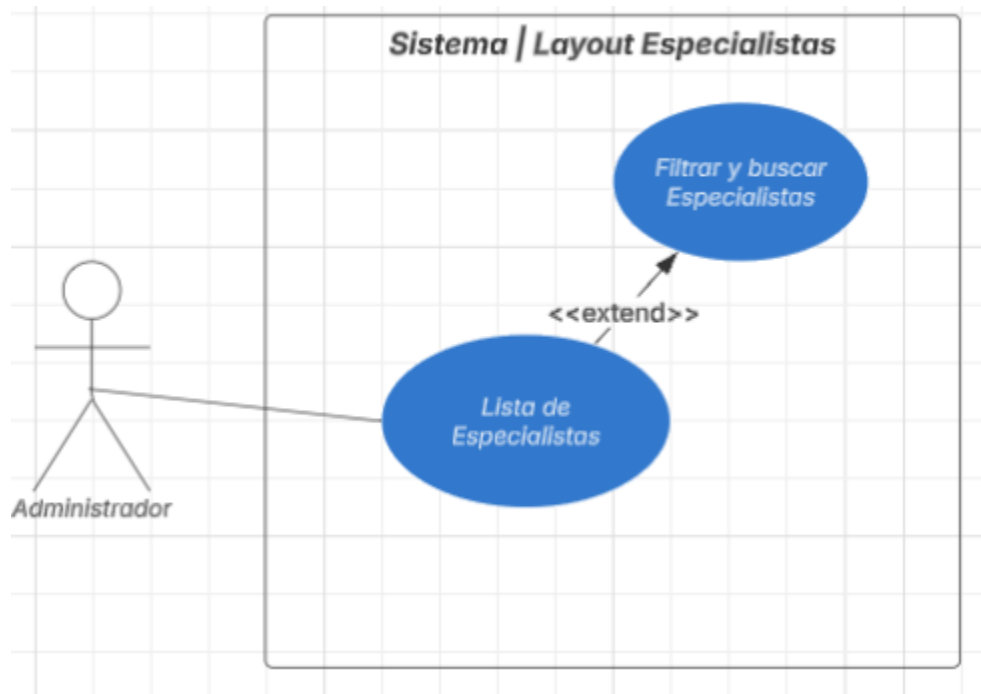 Sistema | Layout Especialistas
Filtrar y buscar
Especialistas
<<extend>>
Lista de
Especialistas
Administrador